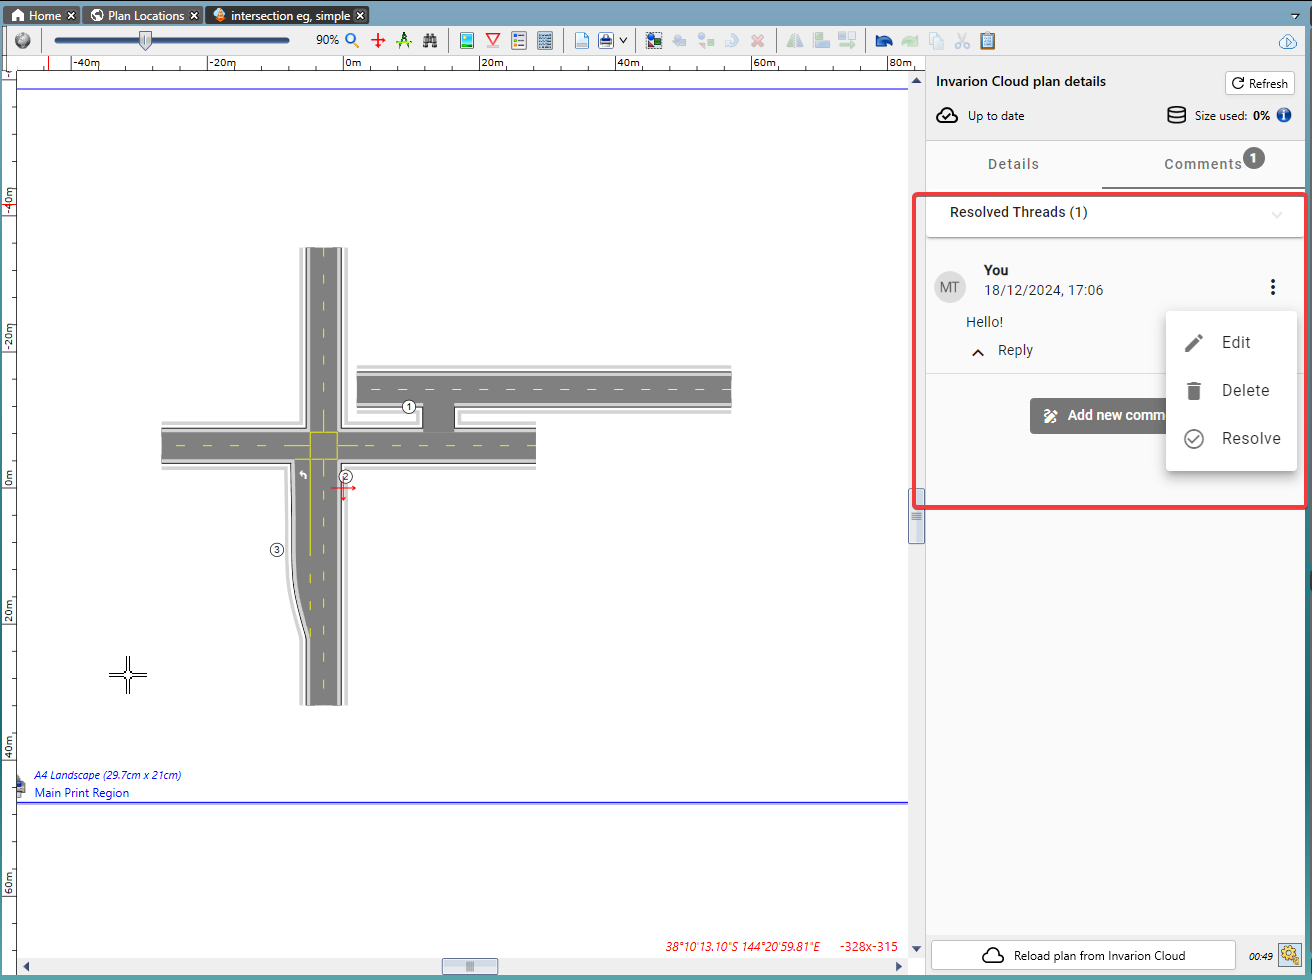 Home
Plan Locations
intersection eg, simple
90%
-40m
-20m
0m
20m
40m
60m
80m
-40m
-20m
0m
20m
40m
60m
1
2
3
A4 Landscape (29.7cm x 21cm)
Main Print Region
38°10'13.10"S 144°20'59.81"E
-328x-315
Invarion Cloud plan details
Refresh
Up to date
Size used: 0%
Details
Comments
1
Resolved Threads (1)
MT
You
18/12/2024, 17:06
Hello!
Reply
Add new comm
Edit
Delete
Resolve
Reload plan from Invarion Cloud
00:49